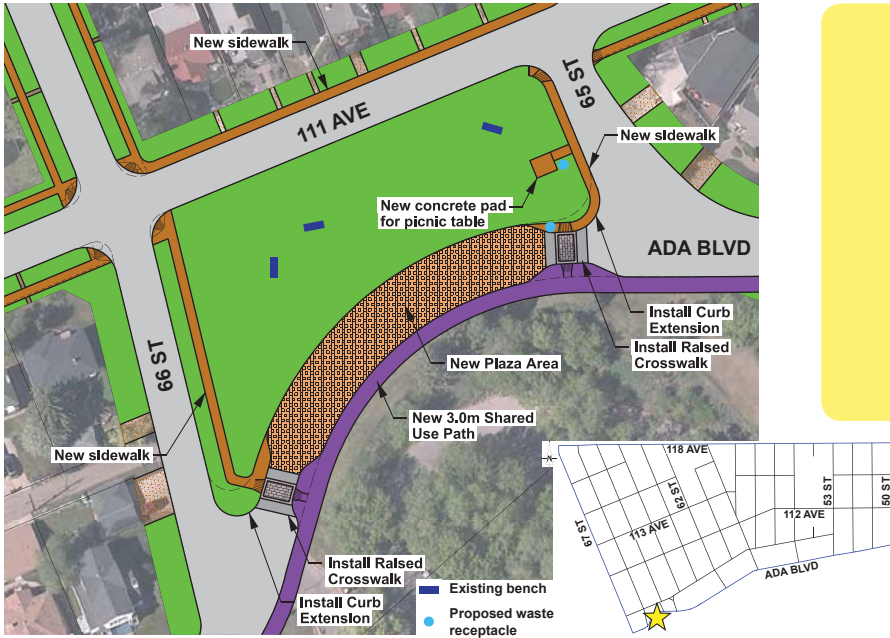 New sidewalk
111 AVE
65 ST
New sidewalk
New concrete pad
for picnic table
ADA BLVD
Install Curb
Extension
Install Raised
Crosswalk
New Plaza Area
New 3.0m Shared
Use Path
66 ST
New sidewalk
Install Raised
Crosswalk
Install Curb
Extension
Existing bench
Proposed waste
receptacle
N
118 AVE
62 ST
53 ST
50 ST
112 AVE
67 ST
113 AVE
ADA BLVD